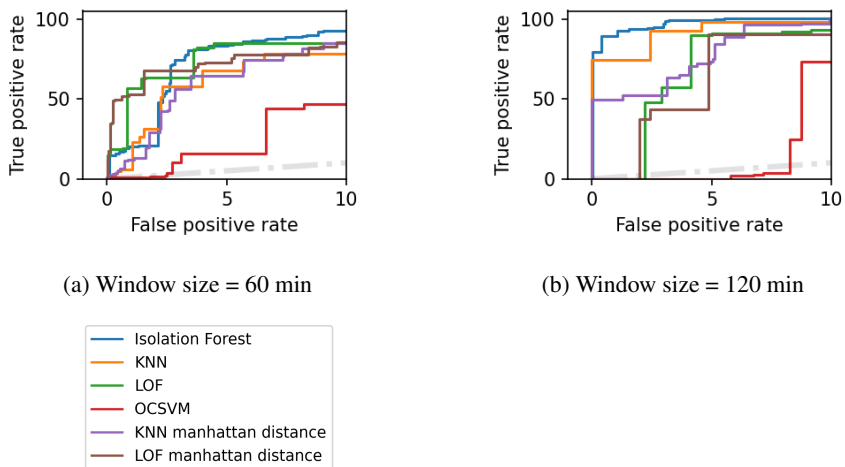 100
50
0
True positive rate
0 5 10
False positive rate
(a) Window size = 60 min
100
50
0
True positive rate
0 5 10
False positive rate
(b) Window size = 120 min
Isolation Forest
KNN
LOF
OCSVM
KNN manhattan distance
LOF manhattan distance